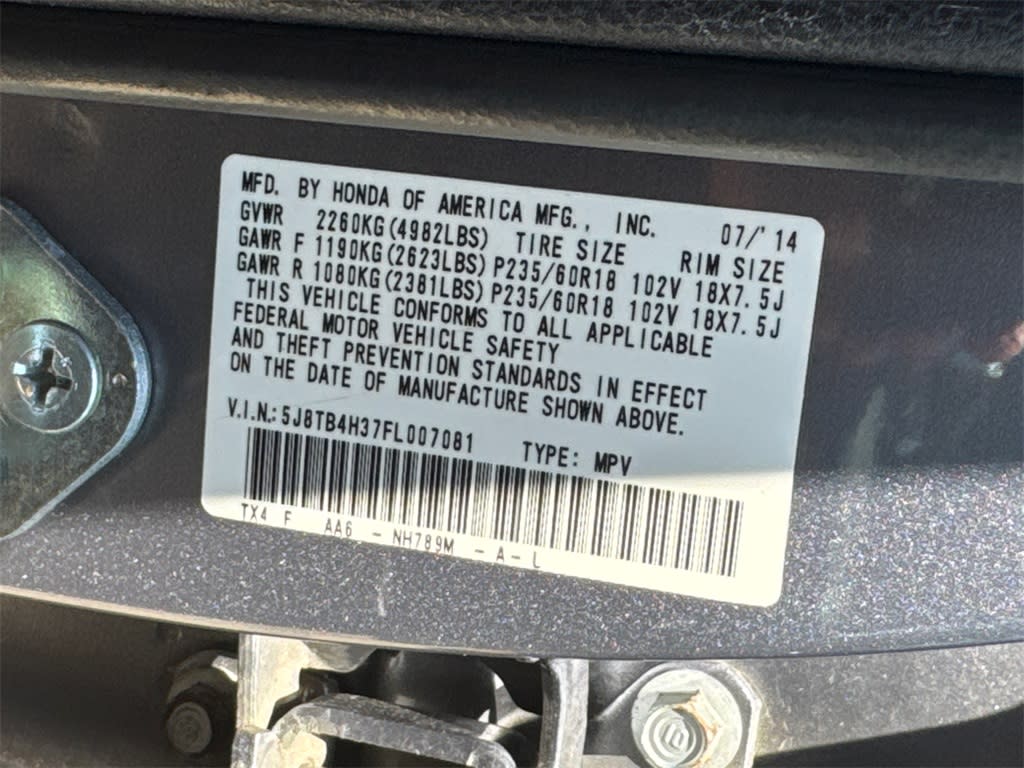 MFD. BY HONDA OF AMERICA MFG., INC. 07/'14
GVWR 2260KG(4982LBS) TIRE SIZE RIM SIZE
GAWR F 1190KG(2623LBS) P235/60R18 102V 18X7.5J
GAWR R 1080KG(2381LBS) P235/60R18 102V 18X7.5J
THIS VEHICLE CONFORMS TO ALL APPLICABLE
FEDERAL MOTOR VEHICLE SAFETY
AND THEFT PREVENTION STANDARDS IN EFFECT
ON THE DATE OF MANUFACTURE SHOWN ABOVE.
V.I.N.: 5J8TB4H37FL007081 TYPE: MPV
TX4 F AA6 - NH789M - A - L